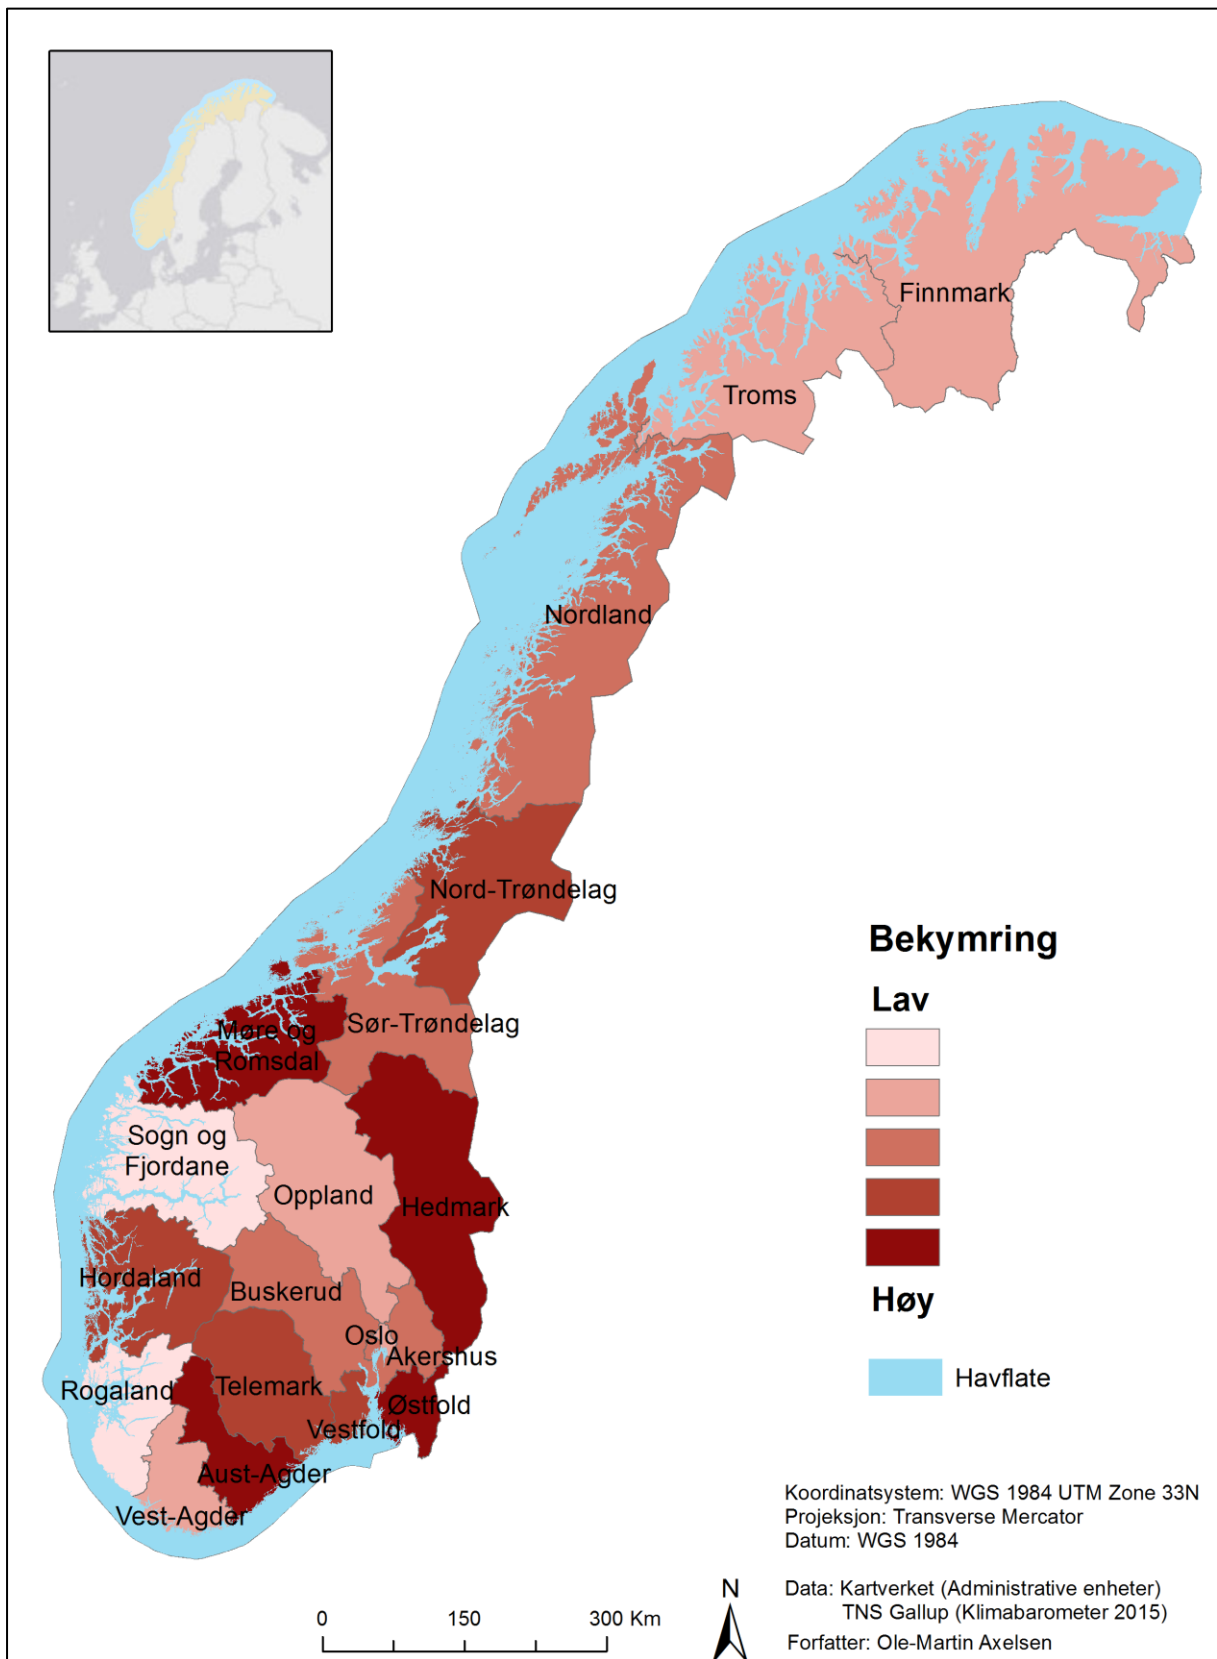 Finnmark
Troms
Nordland
Nord-Trøndelag
Sør-Trøndelag
Møre og
Romsdal
Sogn og
Fjordane
Oppland
Hedmark
Hordaland
Buskerud
Oslo
Akershus
Rogaland
Telemark
Østfold
Vestfold
Aust-Agder
Vest-Agder
Bekymring
Lav
Høy
Havflate
Koordinatsystem: WGS 1984 UTM Zone 33N
Projeksjon: Transverse Mercator
Datum: WGS 1984
Data: Kartverket (Administrative enheter)
TNS Gallup (Klimabarometer 2015)
Forfatter: Ole-Martin Axelsen
N
0 150 300 Km